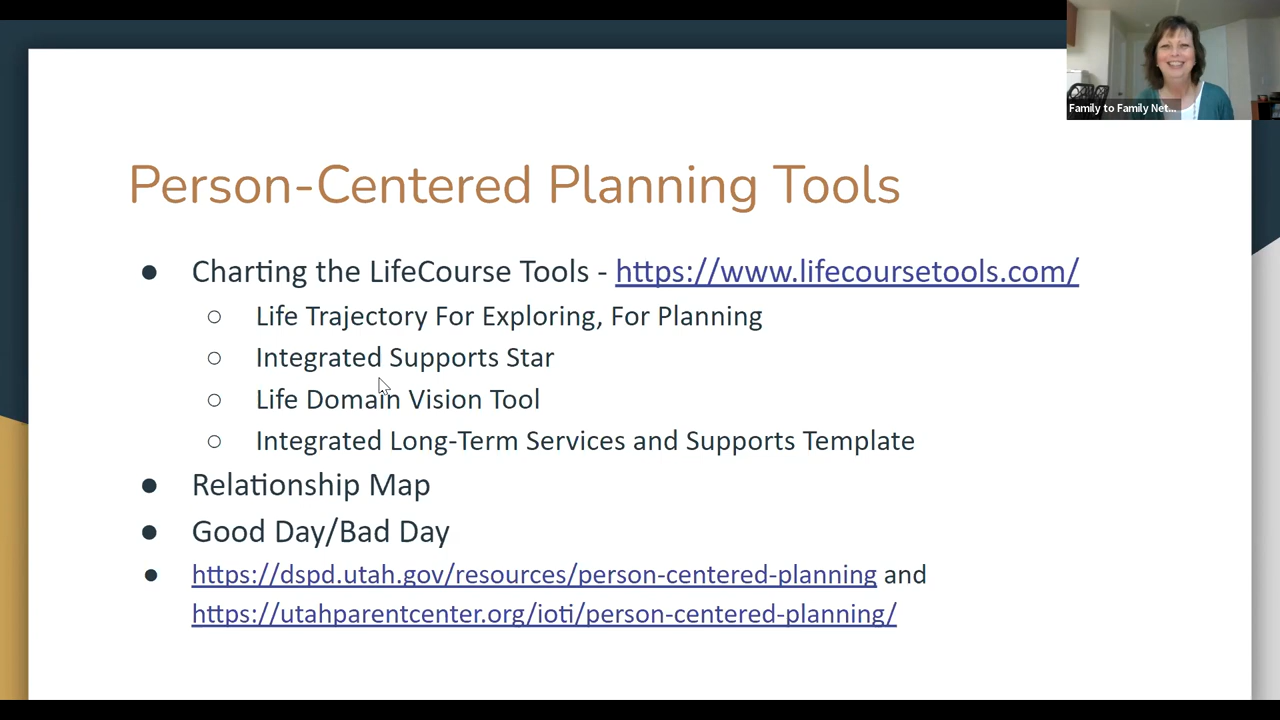 Family to Family Net...
Person-Centered Planning Tools
● Charting the LifeCourse Tools - https://www.lifecoursetools.com/
○ Life Trajectory For Exploring, For Planning
○ Integrated Supports Star
○ Life Domain Vision Tool
○ Integrated Long-Term Services and Supports Template
● Relationship Map
● Good Day/Bad Day
● https://dspd.utah.gov/resources/person-centered-planning and
https://utahparentcenter.org/ioti/person-centered-planning/